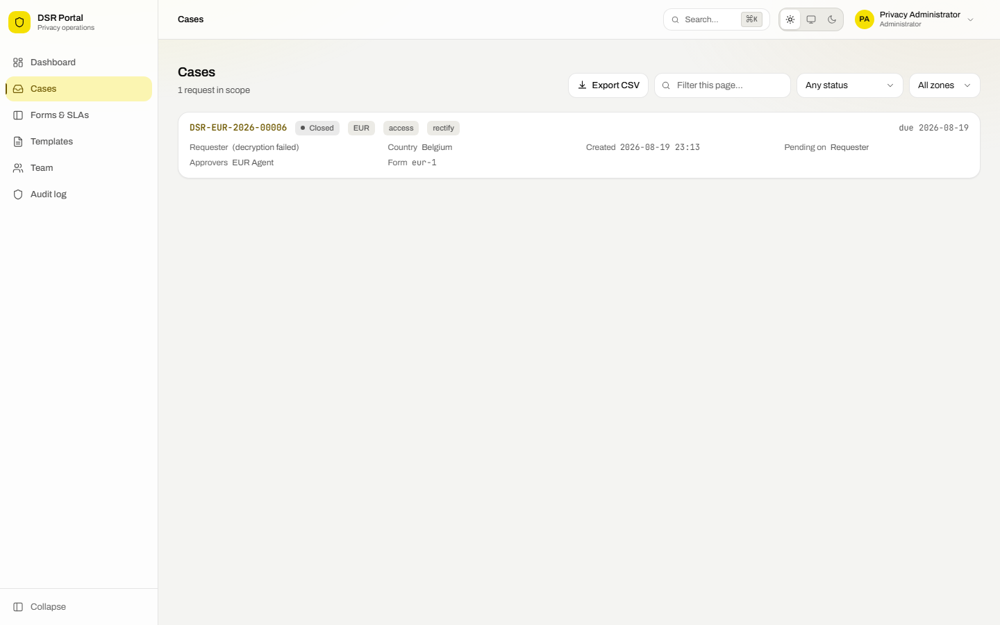 DSR Portal
Privacy operations
Dashboard
Cases
Forms & SLAs
Templates
Team
Audit log
Collapse
Cases
Search...
⌘K
PA
Privacy Administrator
Administrator
Cases
1 request in scope
Export CSV
Filter this page...
Any status
All zones
DSR-EUR-2026-00006 Closed EUR access rectify due 2026-08-19
Requester (decryption failed) Country Belgium Created 2026-08-19 23:13 Pending on Requester
Approvers EUR Agent Form eur-1